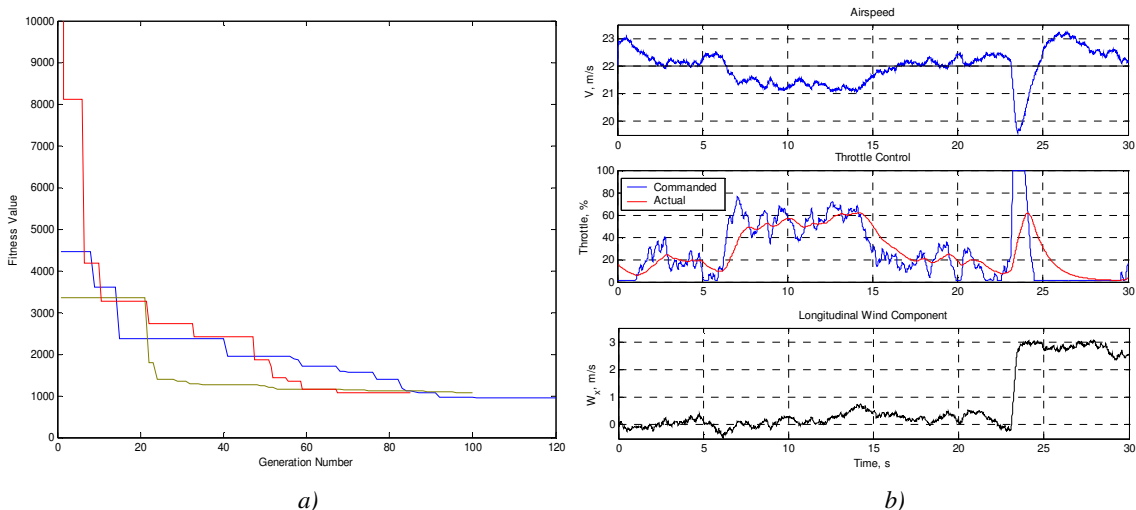 10000
9000
8000
7000
6000
5000
4000
3000
2000
1000
0
Fitness Value
0 20 40 60 80 100 120
Generation Number
a)
Airspeed
23
22
21
20
V, m/s
0 5 10 15 20 25 30
Throttle Control
100
80
60
40
20
0
Throttle, %
Commanded
Actual
0 5 10 15 20 25 30
Longitudinal Wind Component
3
2
1
0
Wx, m/s
0 5 10 15 20 25 30
Time, s
b)